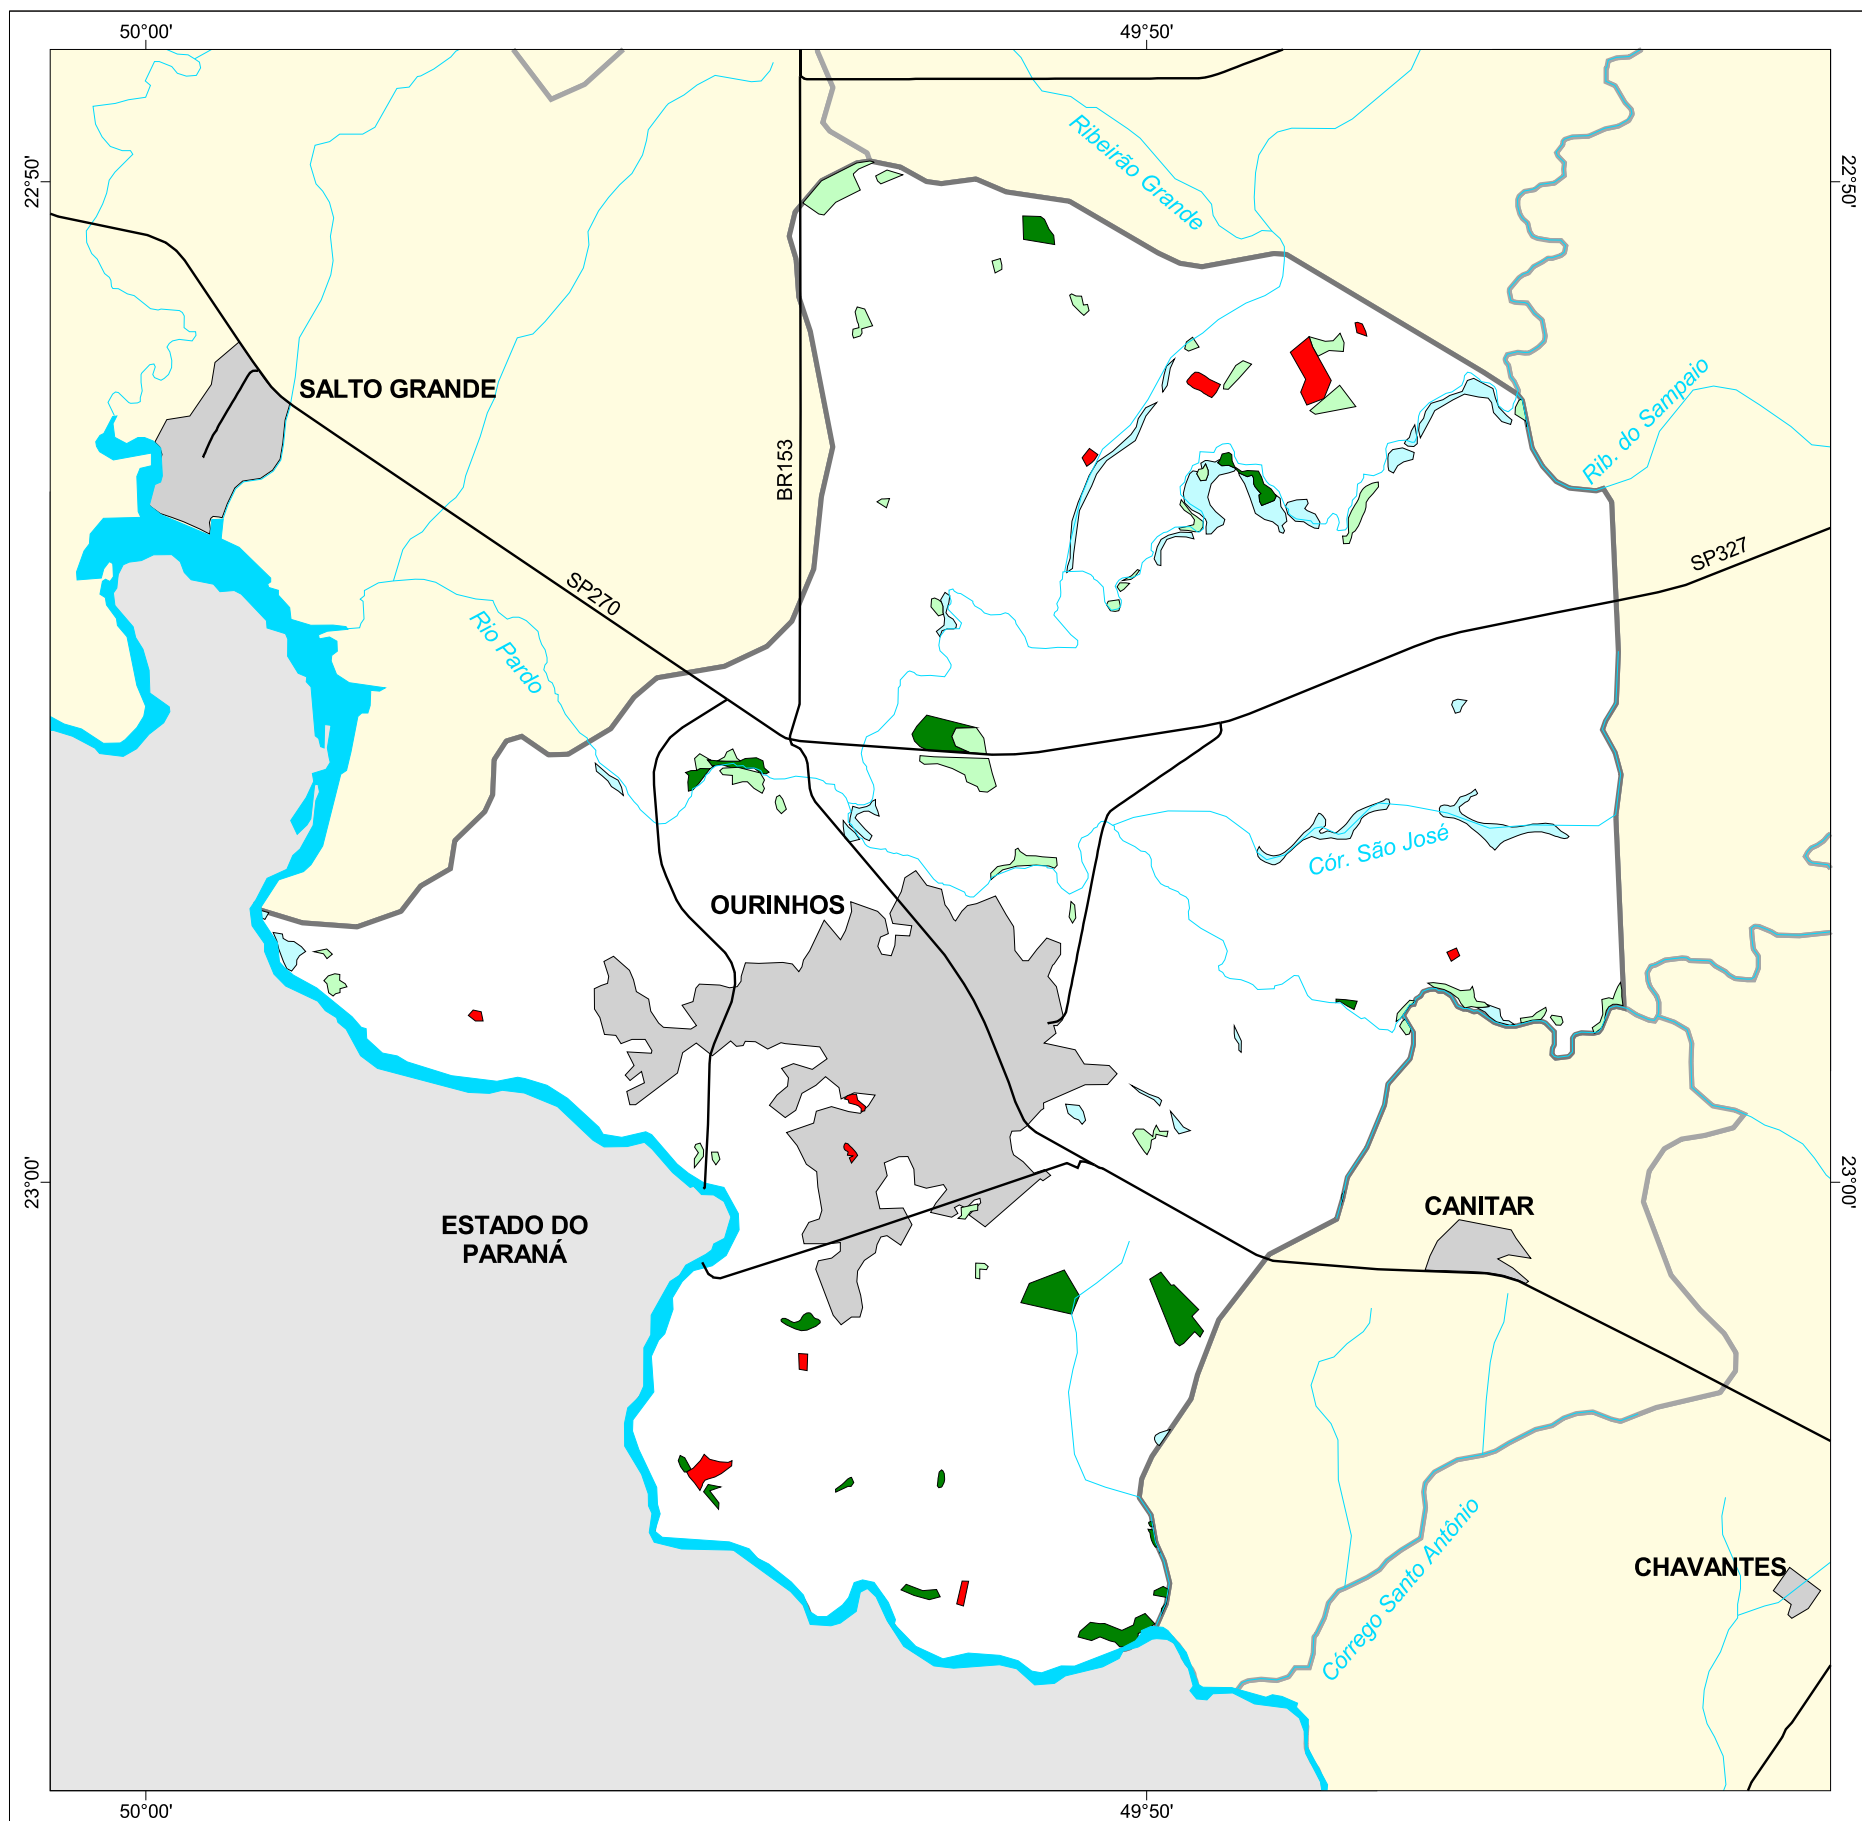 50°00'
49°50'
22°50'
22°50'
Ribeirão Grande
SALTO GRANDE
Rib. do Sampaio
BR153
SP327
SP270
Rio Pardo
Cór. São José
OURINHOS
23°00'
23°00'
CANITAR
ESTADO DO
PARANÁ
Córrego Santo Antônio
CHAVANTES
50°00'
49°50'